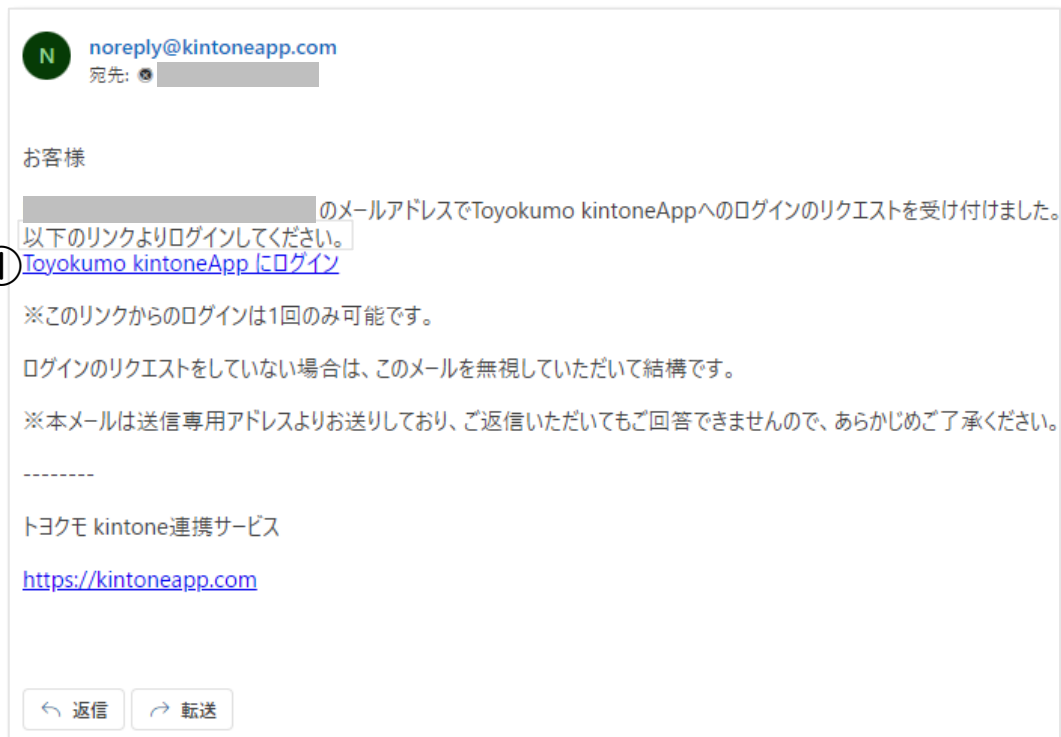 N
noreply@kintoneapp.com
宛先:
お客様
のメールアドレスでToyokumo kintoneAppへのログインのリクエストを受け付けました。
以下のリンクよりログインしてください。
Toyokumo kintoneApp にログイン
※このリンクからのログインは1回のみ可能です。
ログインのリクエストをしていない場合は、このメールを無視していただいて結構です。
※本メールは送信専用アドレスよりお送りしており、ご返信いただいてもご回答できませんので、あらかじめご了承ください。
--------
トヨクモ kintone連携サービス
https://kintoneapp.com
返信 転送